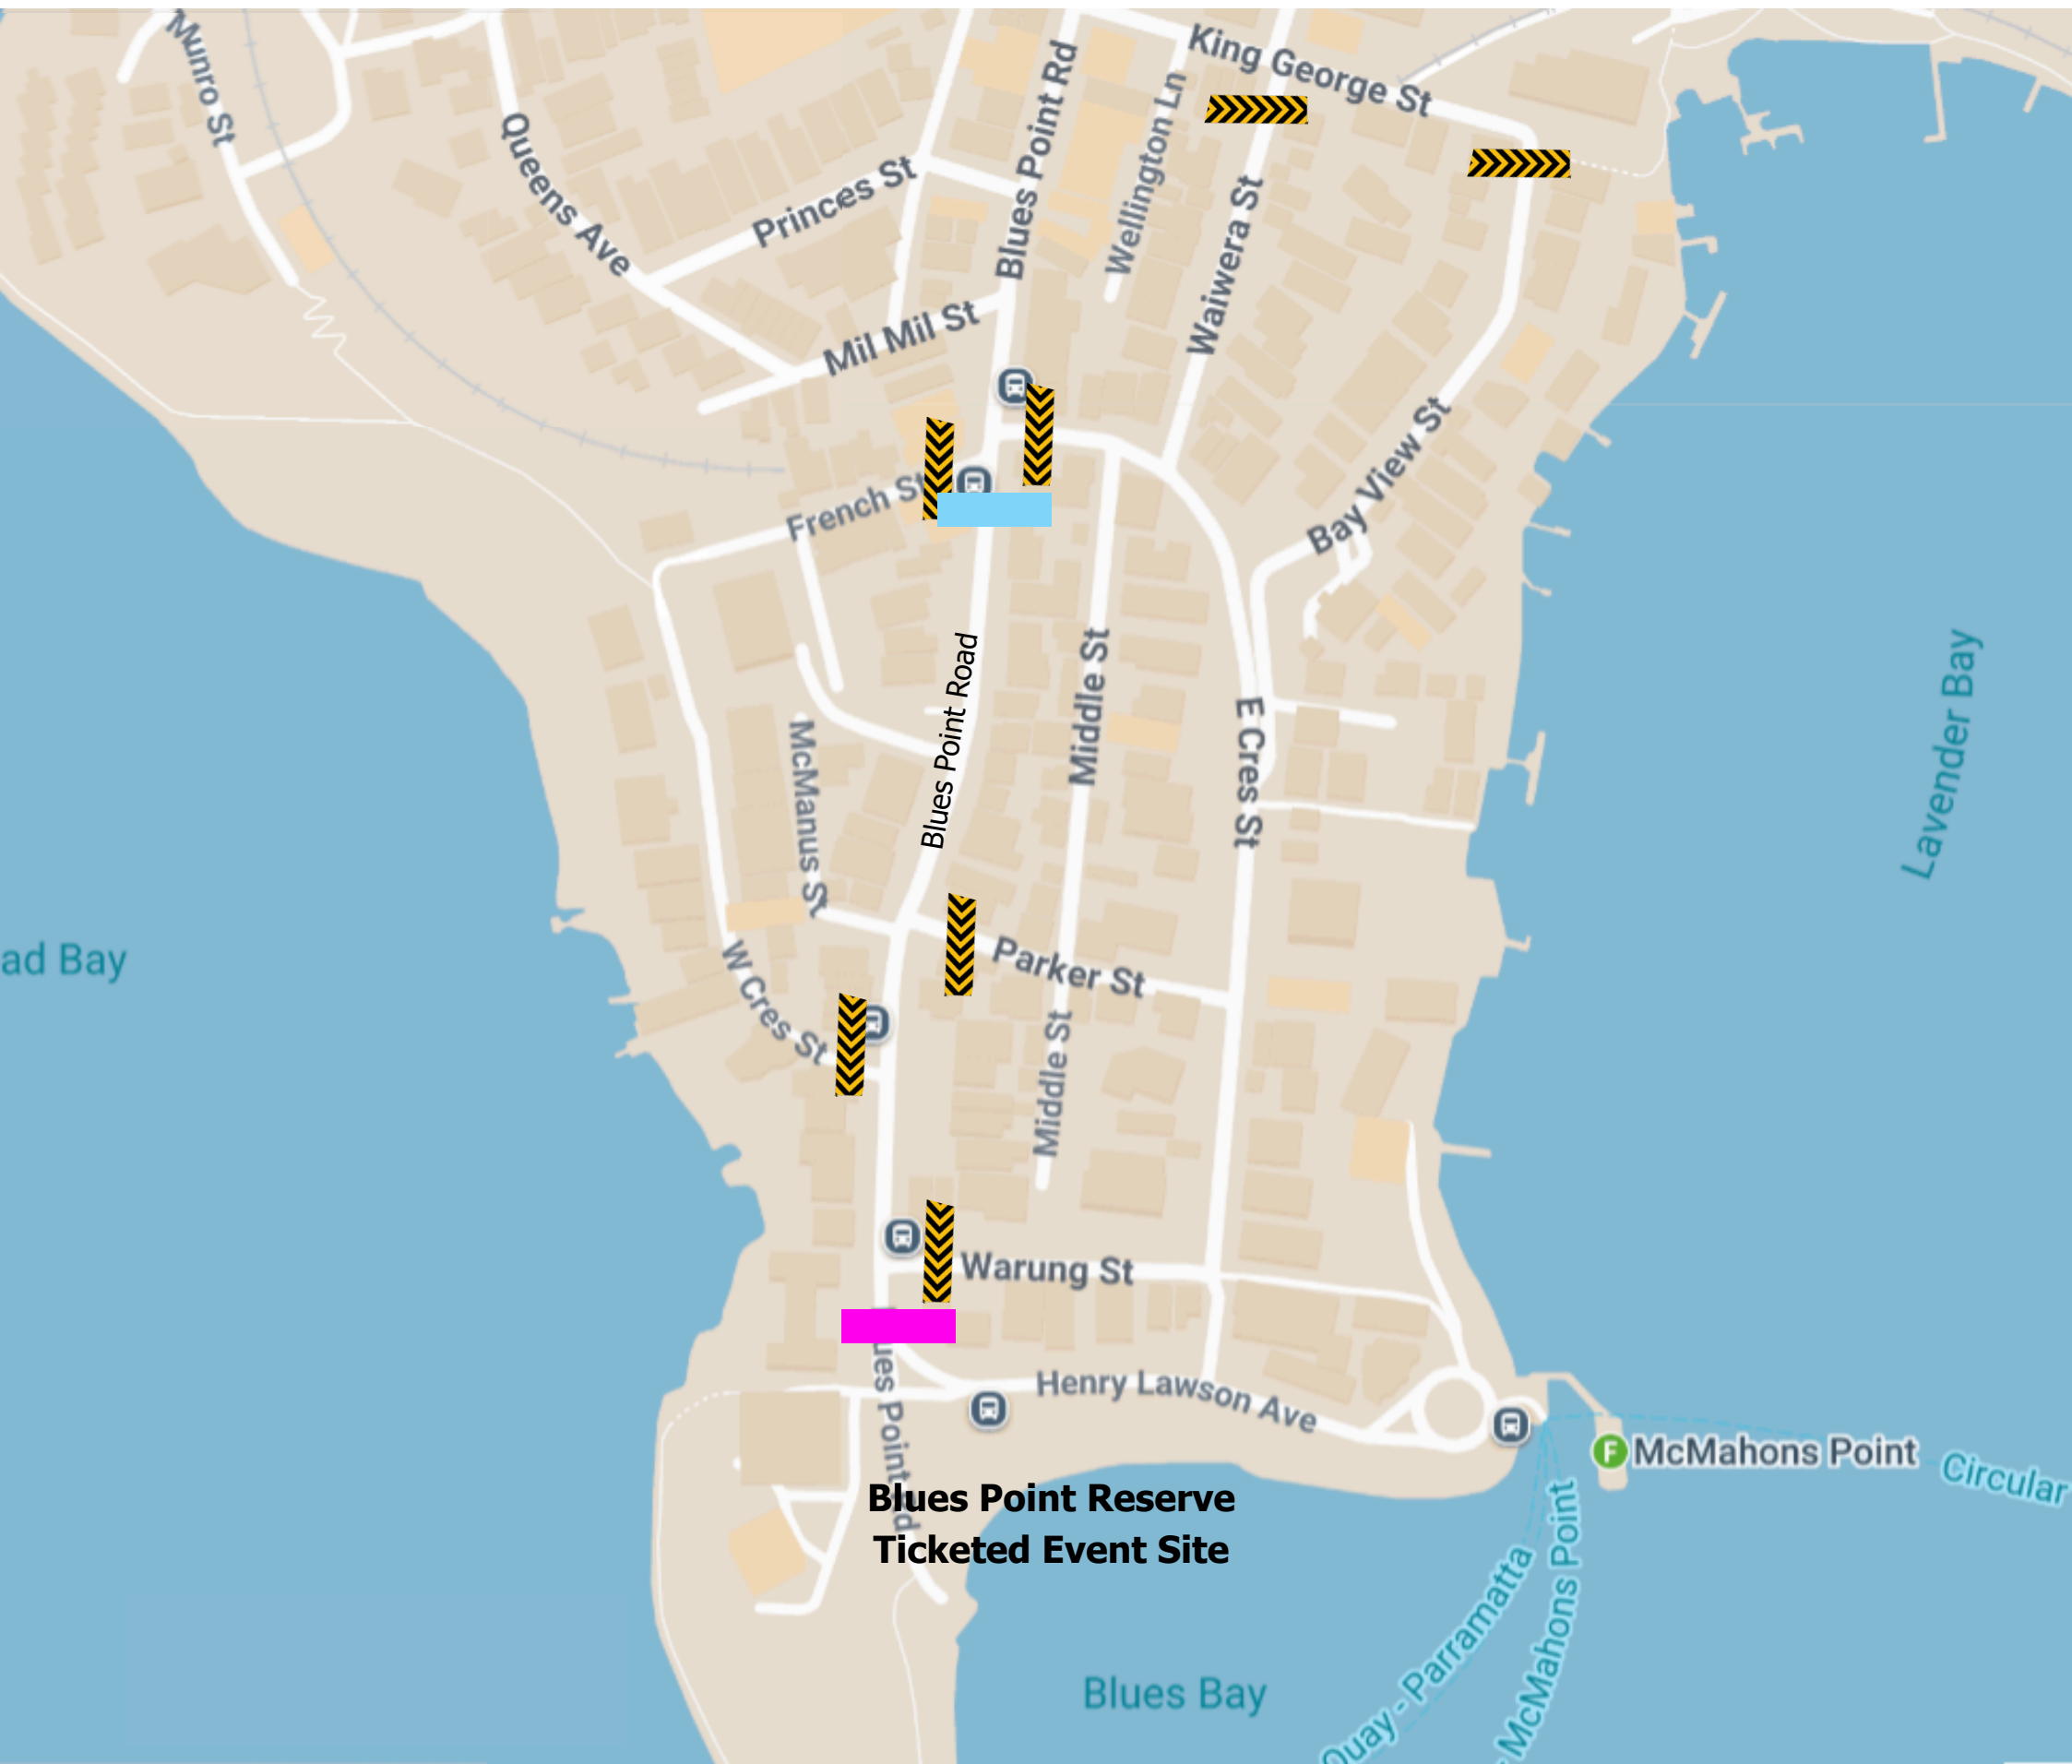 Munro St
King George St
Blues Point Rd
Wellington Ln
Queens Ave
Princes St
Waiwera St
Mil Mil St
Bay View St
French St
Blues Point Road
Middle St
Lavender Bay
E Cres St
McManus St
ad Bay
Parker St
W Cres St
Middle St
Warung St
ues Point Rd
Henry Lawson Ave
F McMahons Point
Circular
Blues Point Reserve
Ticketed Event Site
Quay - Parramatta
McMahons Point
Blues Bay